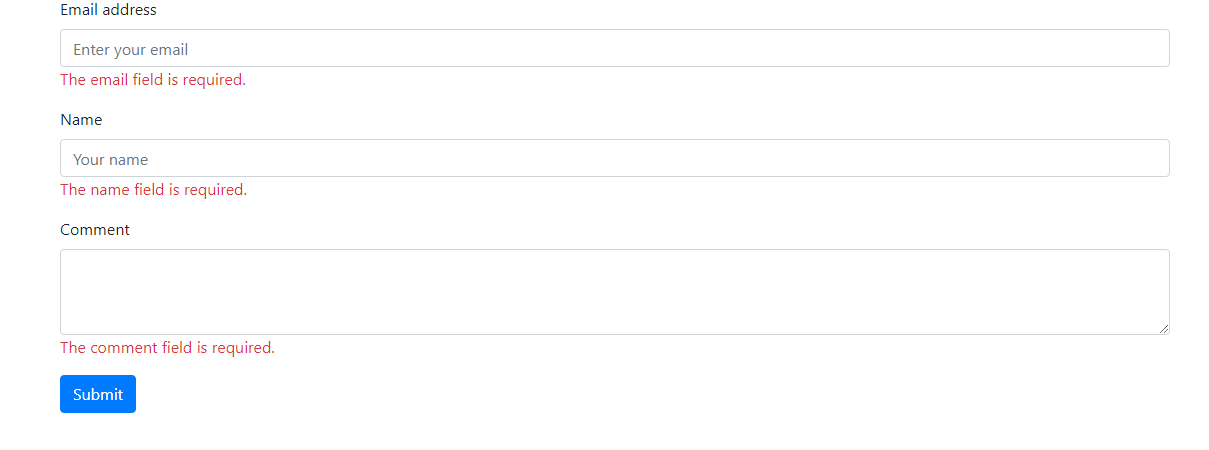 Email address
Enter your email
The email field is required.
Name
Your name
The name field is required.
Comment
The comment field is required.
Submit